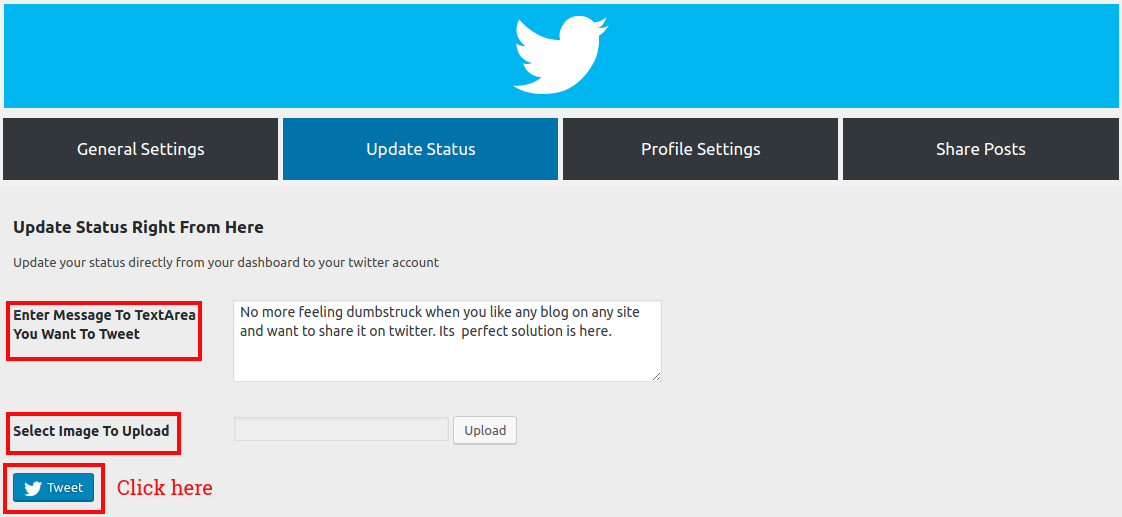 General Settings
Update Status
Profile Settings
Share Posts
Update Status Right From Here
Update your status directly from your dashboard to your twitter account
Enter Message To TextArea
You Want To Tweet
No more feeling dumbstruck when you like any blog on any site
and want to share it on twitter. Its  perfect solution is here.
Select Image To Upload
Upload
Tweet
Click here